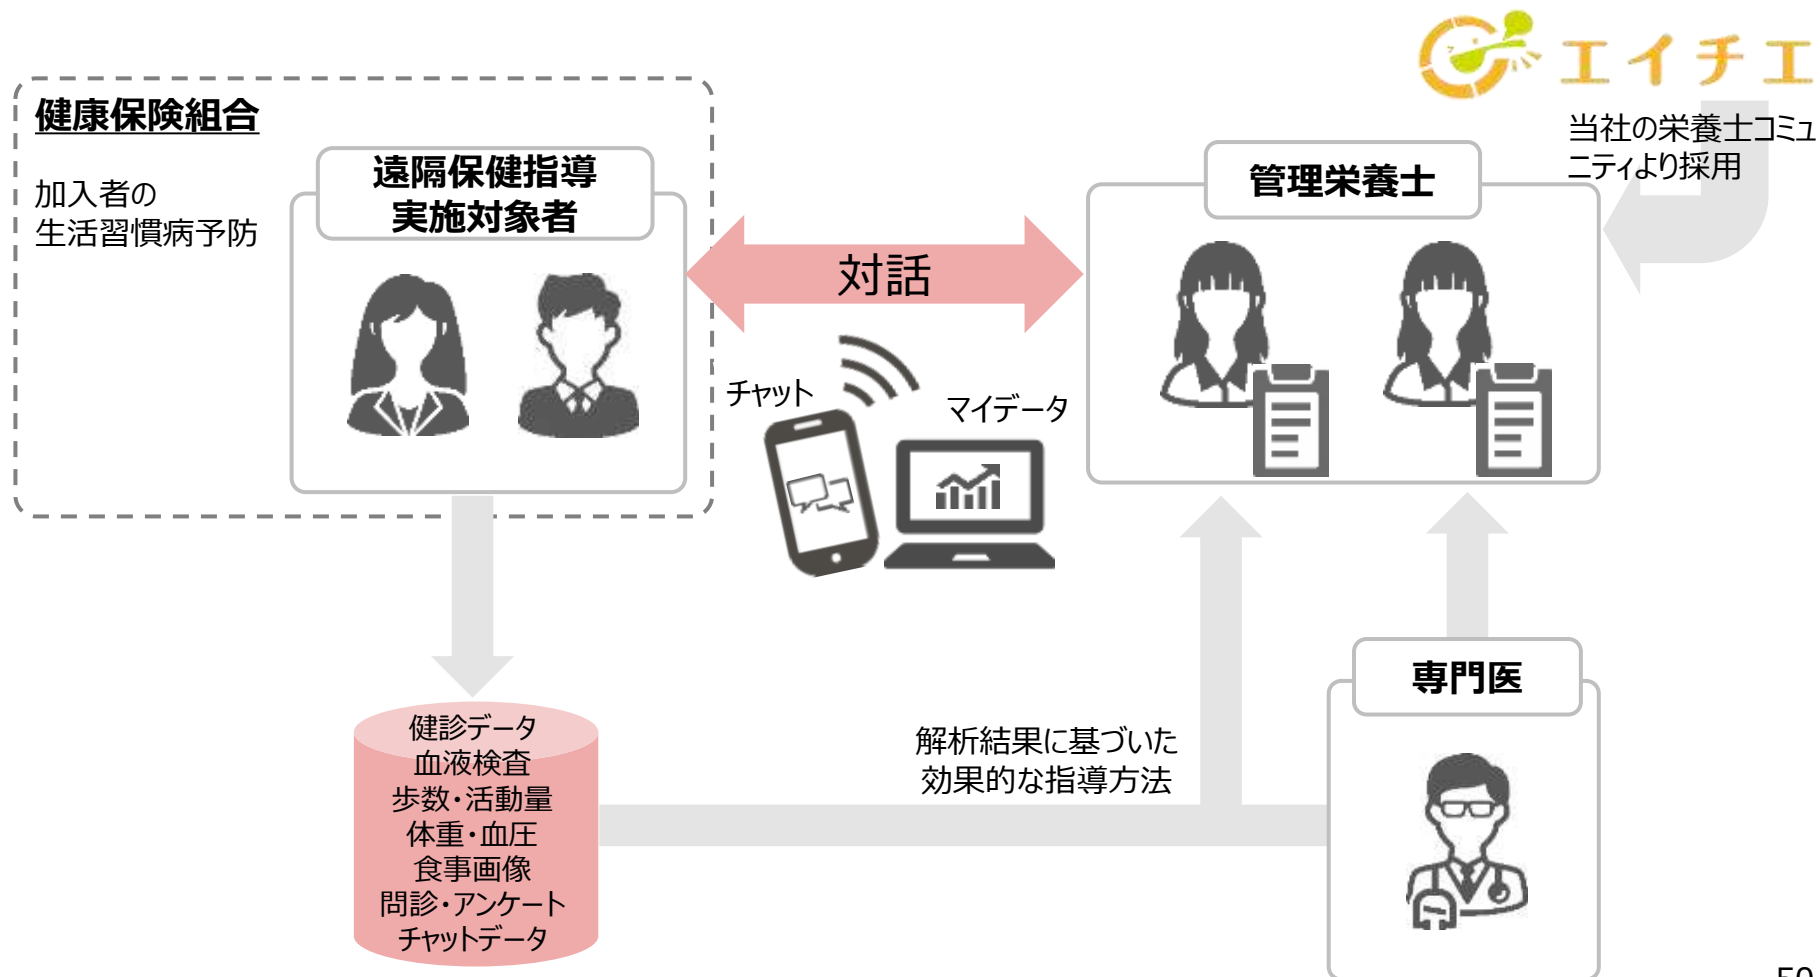 エイチエ
当社の栄養士コミュ
ニティより採用
健康保険組合
加入者の
生活習慣病予防
遠隔保健指導
実施対象者
対話
管理栄養士
チャット
マイデータ
専門医
解析結果に基づいた
効果的な指導方法
健診データ
血液検査
歩数・活動量
体重・血圧
食事画像
問診・アンケート
チャットデータ